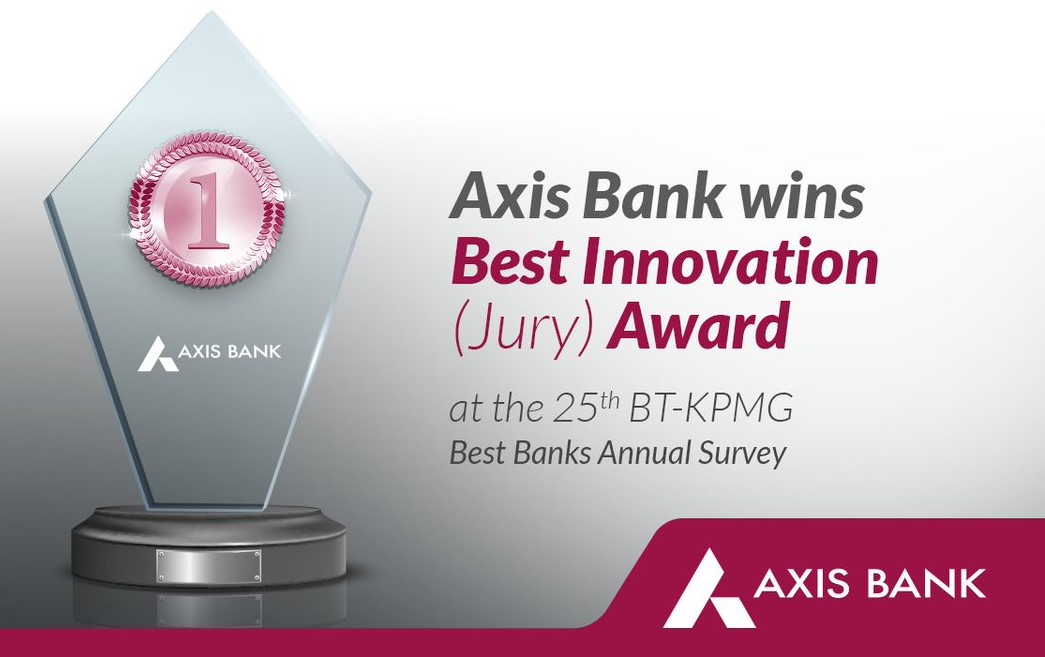 1
AXIS BANK
Axis Bank wins
Best Innovation
(Jury) Award
at the 25th BT-KPMG
Best Banks Annual Survey
AXIS BANK